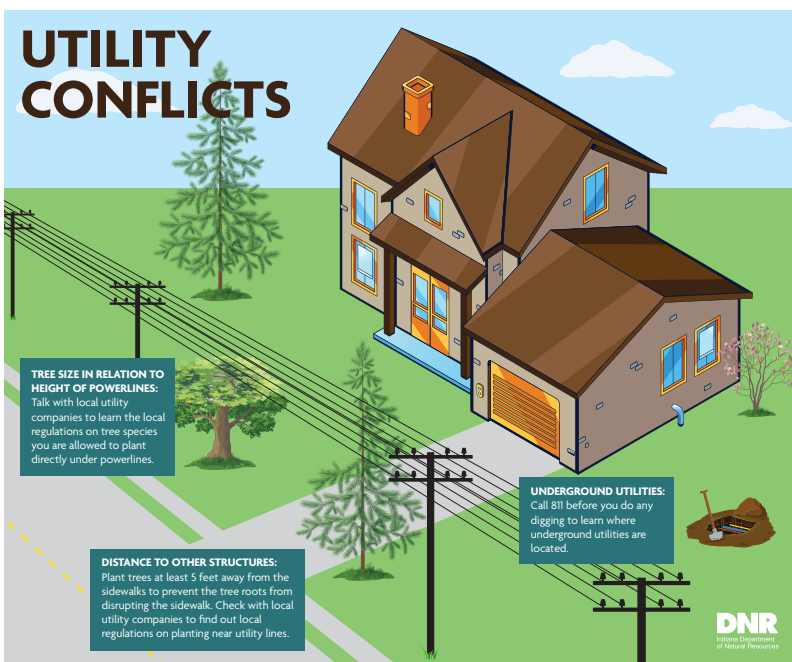 UTILITY
CONFLICTS
TREE SIZE IN RELATION TO
HEIGHT OF POWERLINES:
Talk with local utility
companies to learn the local
regulations on tree species
you are allowed to plant
directly under powerlines.
UNDERGROUND UTILITIES:
Call 811 before you do any
digging to learn where
underground utilities are
located.
DISTANCE TO OTHER STRUCTURES:
Plant trees at least 5 feet away from the
sidewalks to prevent the tree roots from
disrupting the sidewalk. Check with local
utility companies to find out local
regulations on planting near utility lines.
DNR
Indiana Department
of Natural Resources